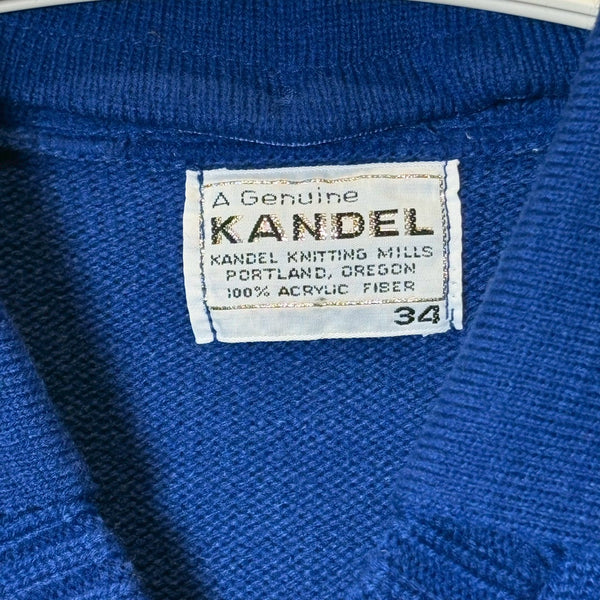 A Genuine
KANDEL
KANDEL KNITTING MILLS
PORTLAND, OREGON
100% ACRYLIC FIBER
34